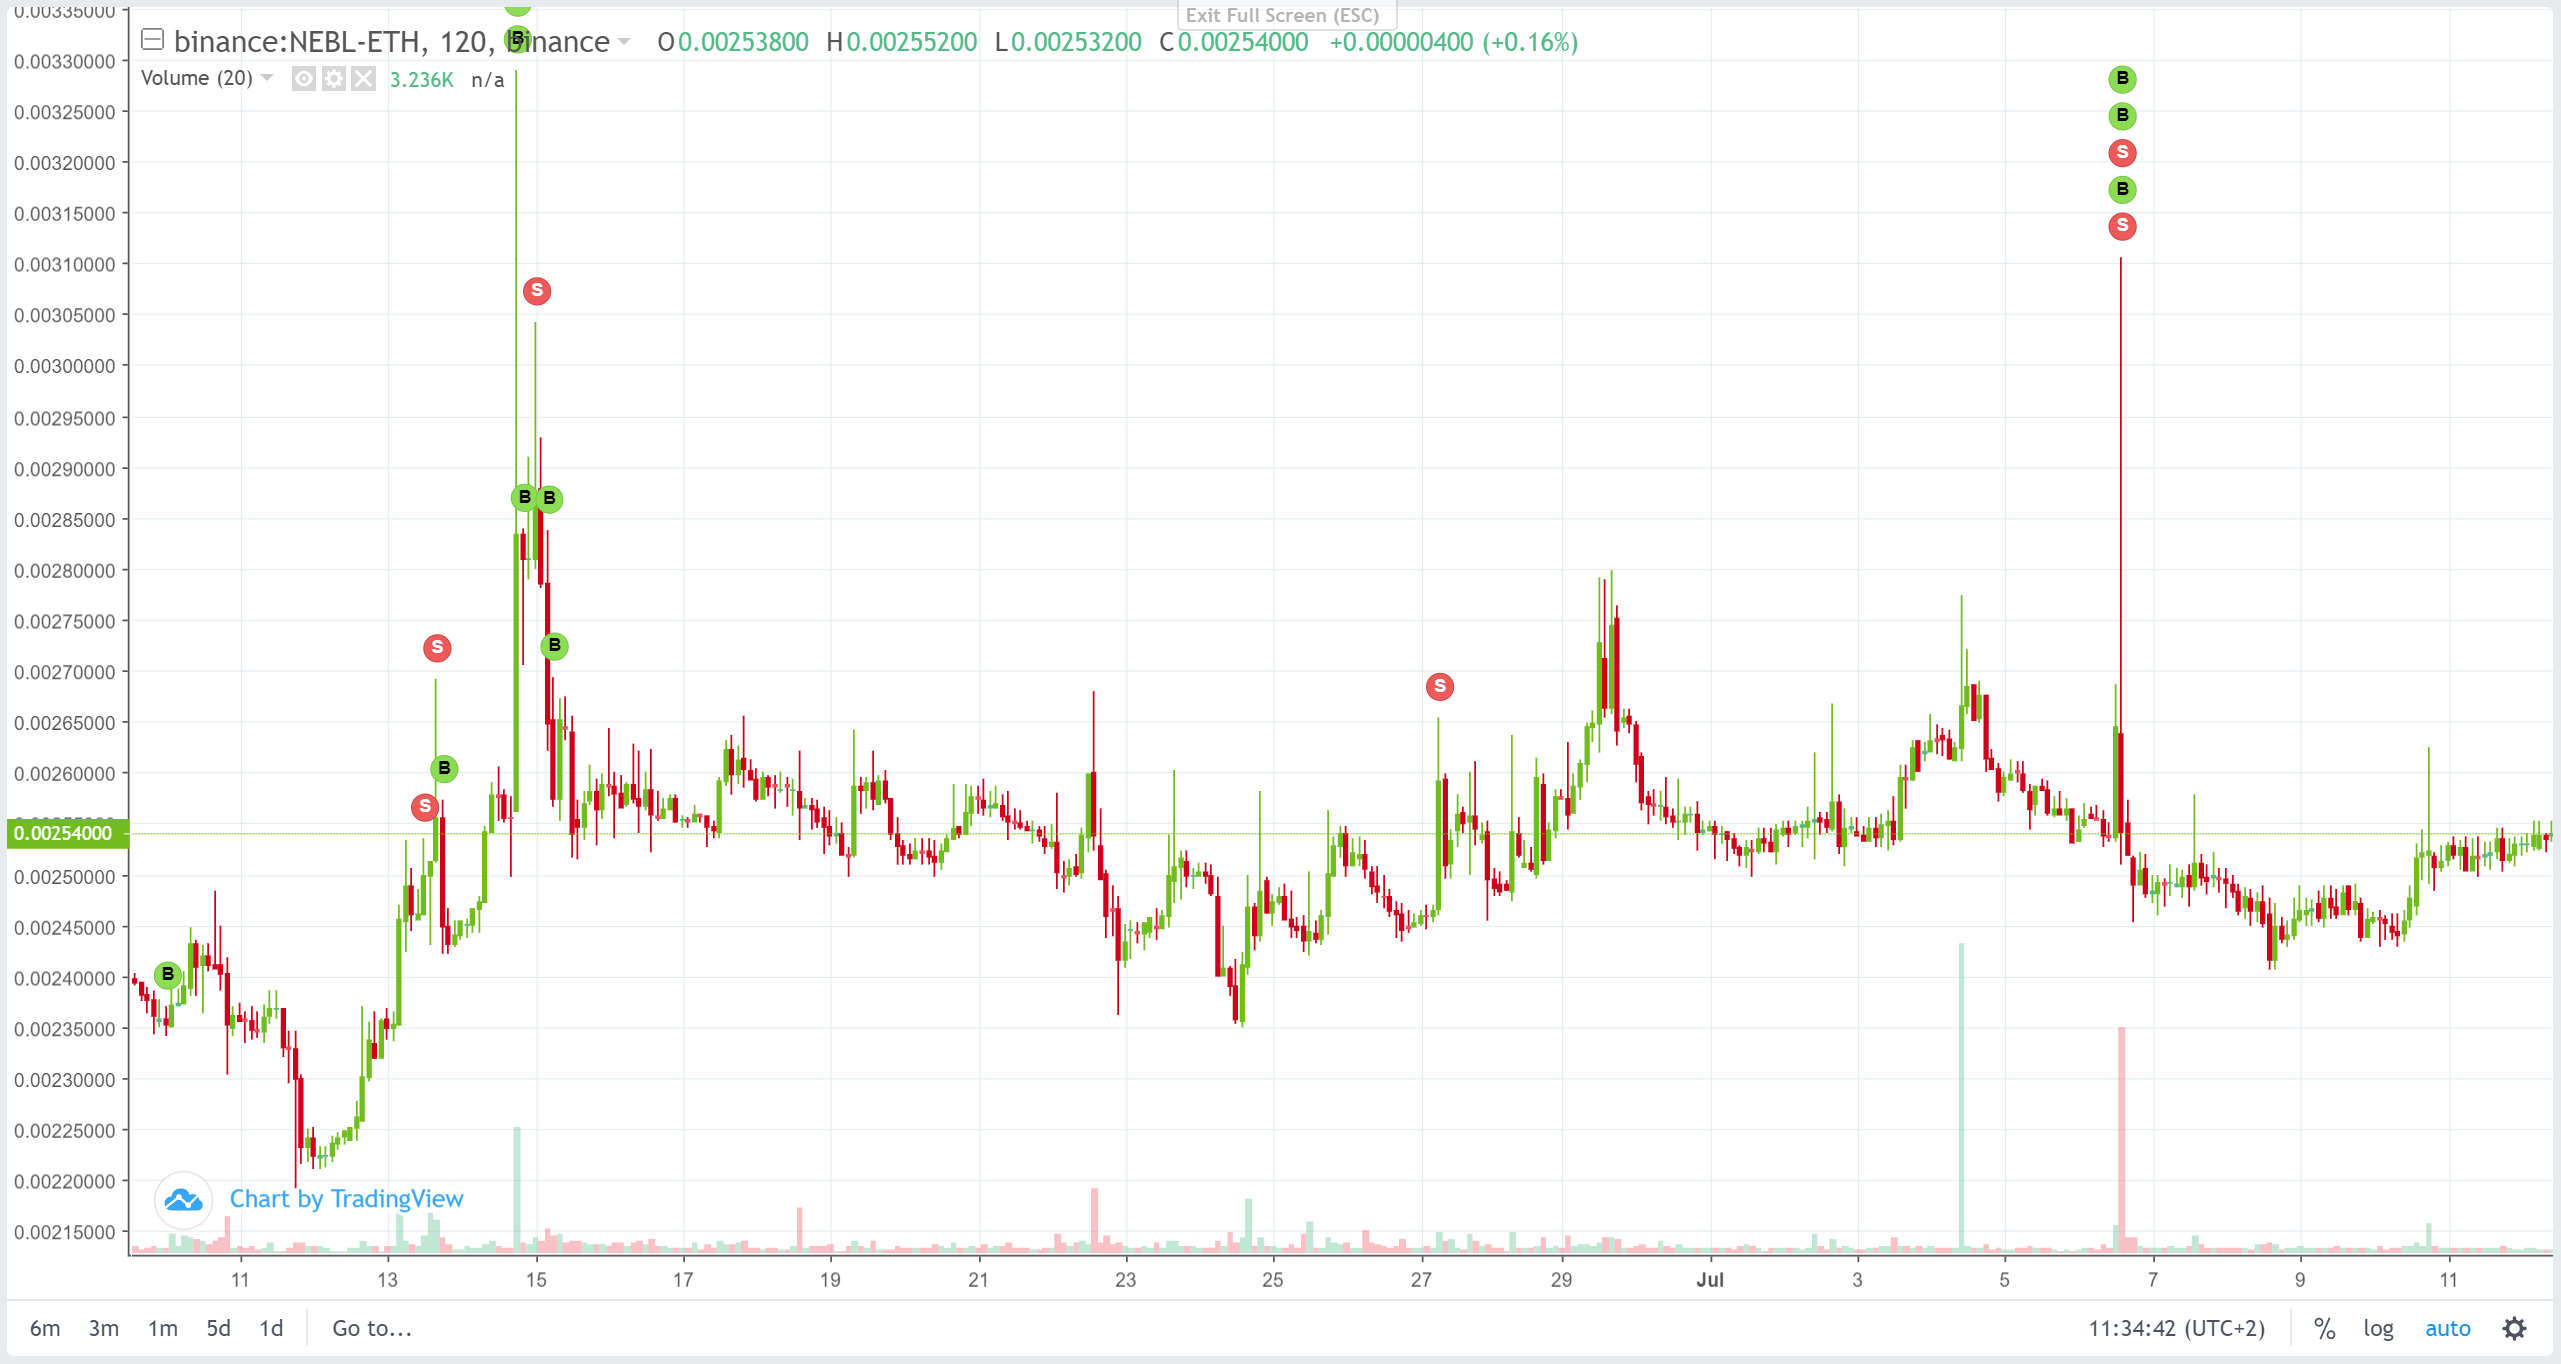 Exit Full Screen (ESC)
binance:NEBL-ETH, 120, binance O0.00253800 H0.00255200 L0.00253200 C0.00254000 +0.00000400 (+0.16%)
Volume (20) 3.236K n/a
0.00335000
0.00330000
0.00325000
0.00320000
0.00315000
0.00310000
0.00305000
0.00300000
0.00295000
0.00290000
0.00285000
0.00280000
0.00275000
0.00270000
0.00265000
0.00260000
0.00254000
0.00250000
0.00245000
0.00240000
0.00235000
0.00230000
0.00225000
0.00220000
0.00215000
B
B
B
S
B
S
S
B B
B
S
S
B
S
B
Chart by TradingView
11 13 15 17 19 21 23 25 27 29 Jul 3 5 7 9 11
6m 3m 1m 5d 1d Go to... 11:34:42 (UTC+2) % log auto